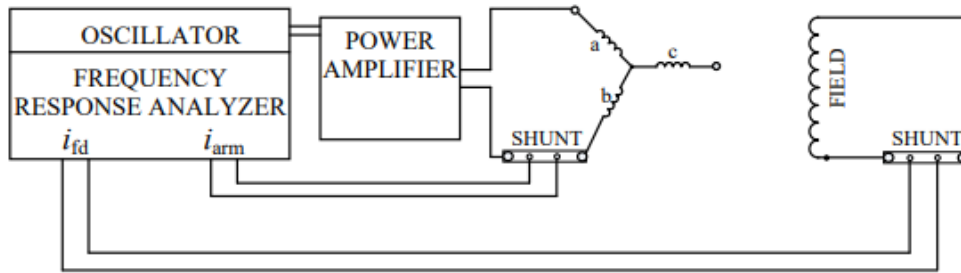 OSCILLATOR
FREQUENCY
RESPONSE ANALYZER
ifd
iarm
POWER
AMPLIFIER
a
b
c
SHUNT
FIELD
SHUNT